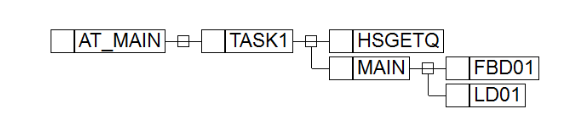 AT_MAIN TASK1 HSGETQ
MAIN FBD01
LD01